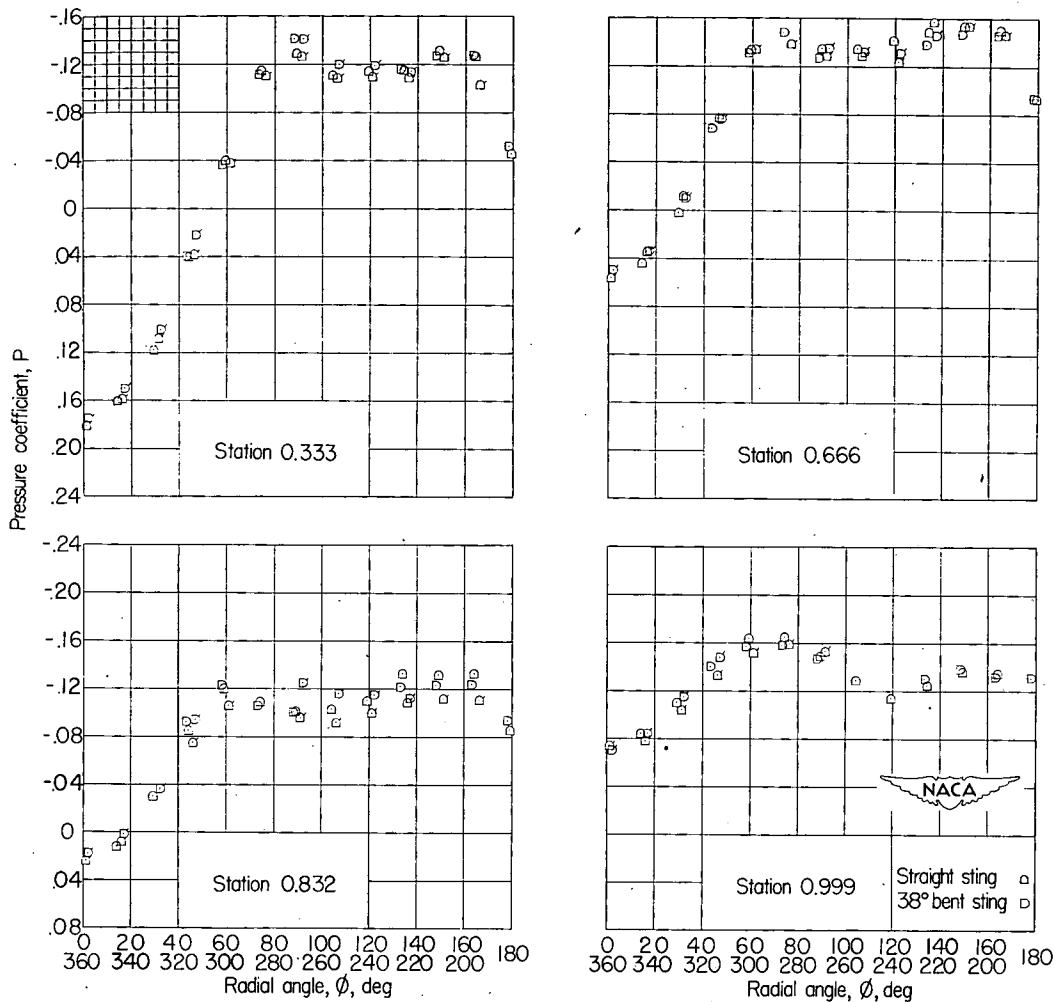 -.16
-.12
-.08
-.04
0
.04
.08
.12
.16
.20
.24
Pressure coefficient, P
Station 0.333
Station 0.666
-.24
-.20
-.16
-.12
-.08
-.04
0
.04
.08
Station 0.832
Station 0.999
NACA
Straight sting
38° bent sting
0 20 40 60 80 100 120 140 160 180
360 340 320 300 280 260 240 220 200
Radial angle, ϕ, deg
0 20 40 60 80 100 120 140 160 180
360 340 320 300 280 260 240 220 200
Radial angle, ϕ, deg